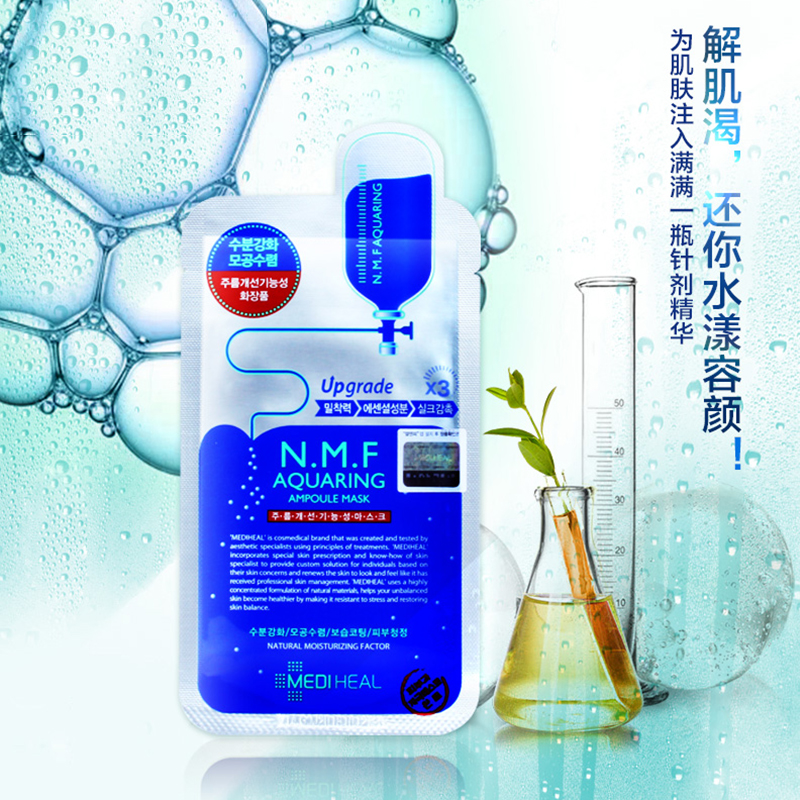 解肌渴，还你水漾容颜！
为肌肤注入满满一瓶针剂精华
N.M.F AQUARING
수분강화
모공수렴
주름개선기능성
화장품
Upgrade
x3
밀착력
에센셜성분
실크감촉
N.M.F
AQUARING
AMPOULE MASK
주·름·개·선·기·능·성·마·스·크
'MEDIHEAL' is cosmedical brand that was created and tested by
aesthetic specialists using principles of treatments. 'MEDIHEAL'
incorporates special skin prescription and know-how of skin
specialist to provide custom solution for individuals based on
their skin concerns and renews the skin to look and feel like it has
received professional skin management. 'MEDIHEAL' uses a highly
concentrated formulation of natural materials, helps your unbalanced
skin become healthier by making it resistant to stress and restoring
skin balance.
수분강화/모공수렴/보습코팅/피부청정
NATURAL MOISTURIZING FACTOR
MEDIHEAL
50
40
30
20
10